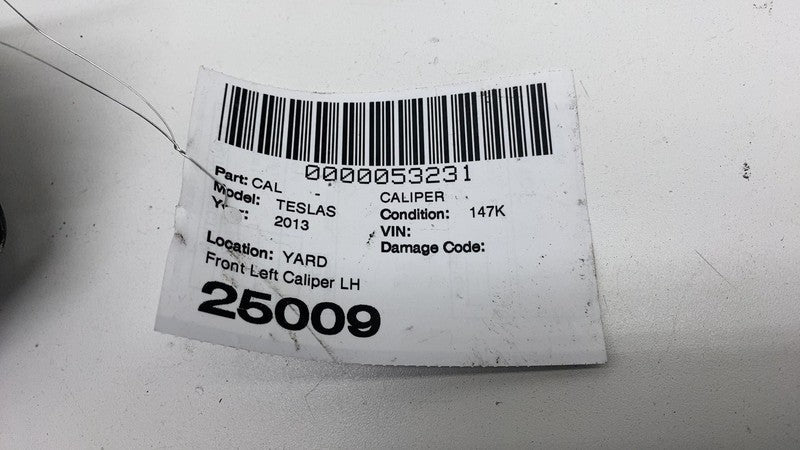 0000053231
Part: CAL CALIPER
Model: TESLAS Condition: 147K
Year: 2013 VIN:
Damage Code:
Location: YARD
Front Left Caliper LH
25009